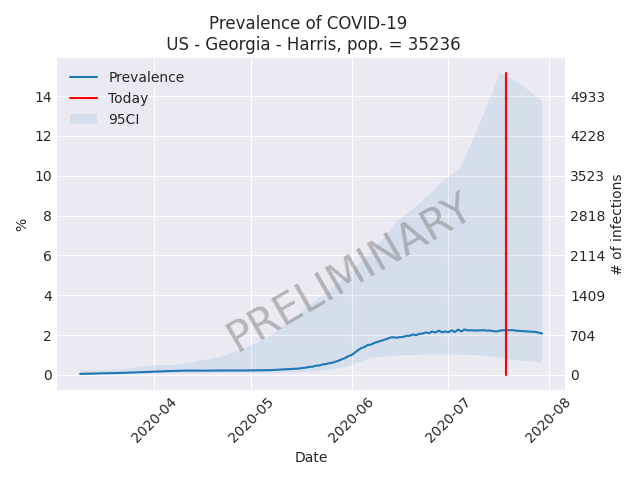 Prevalence of COVID-19
US - Georgia - Harris, pop. = 35236
Prevalence
Today
95CI
%
14
12
10
8
6
4
2
0
4933
4228
3523
2818
2114
1409
704
0
# of infections
PRELIMINARY
2020-04
2020-05
2020-06
2020-07
2020-08
Date